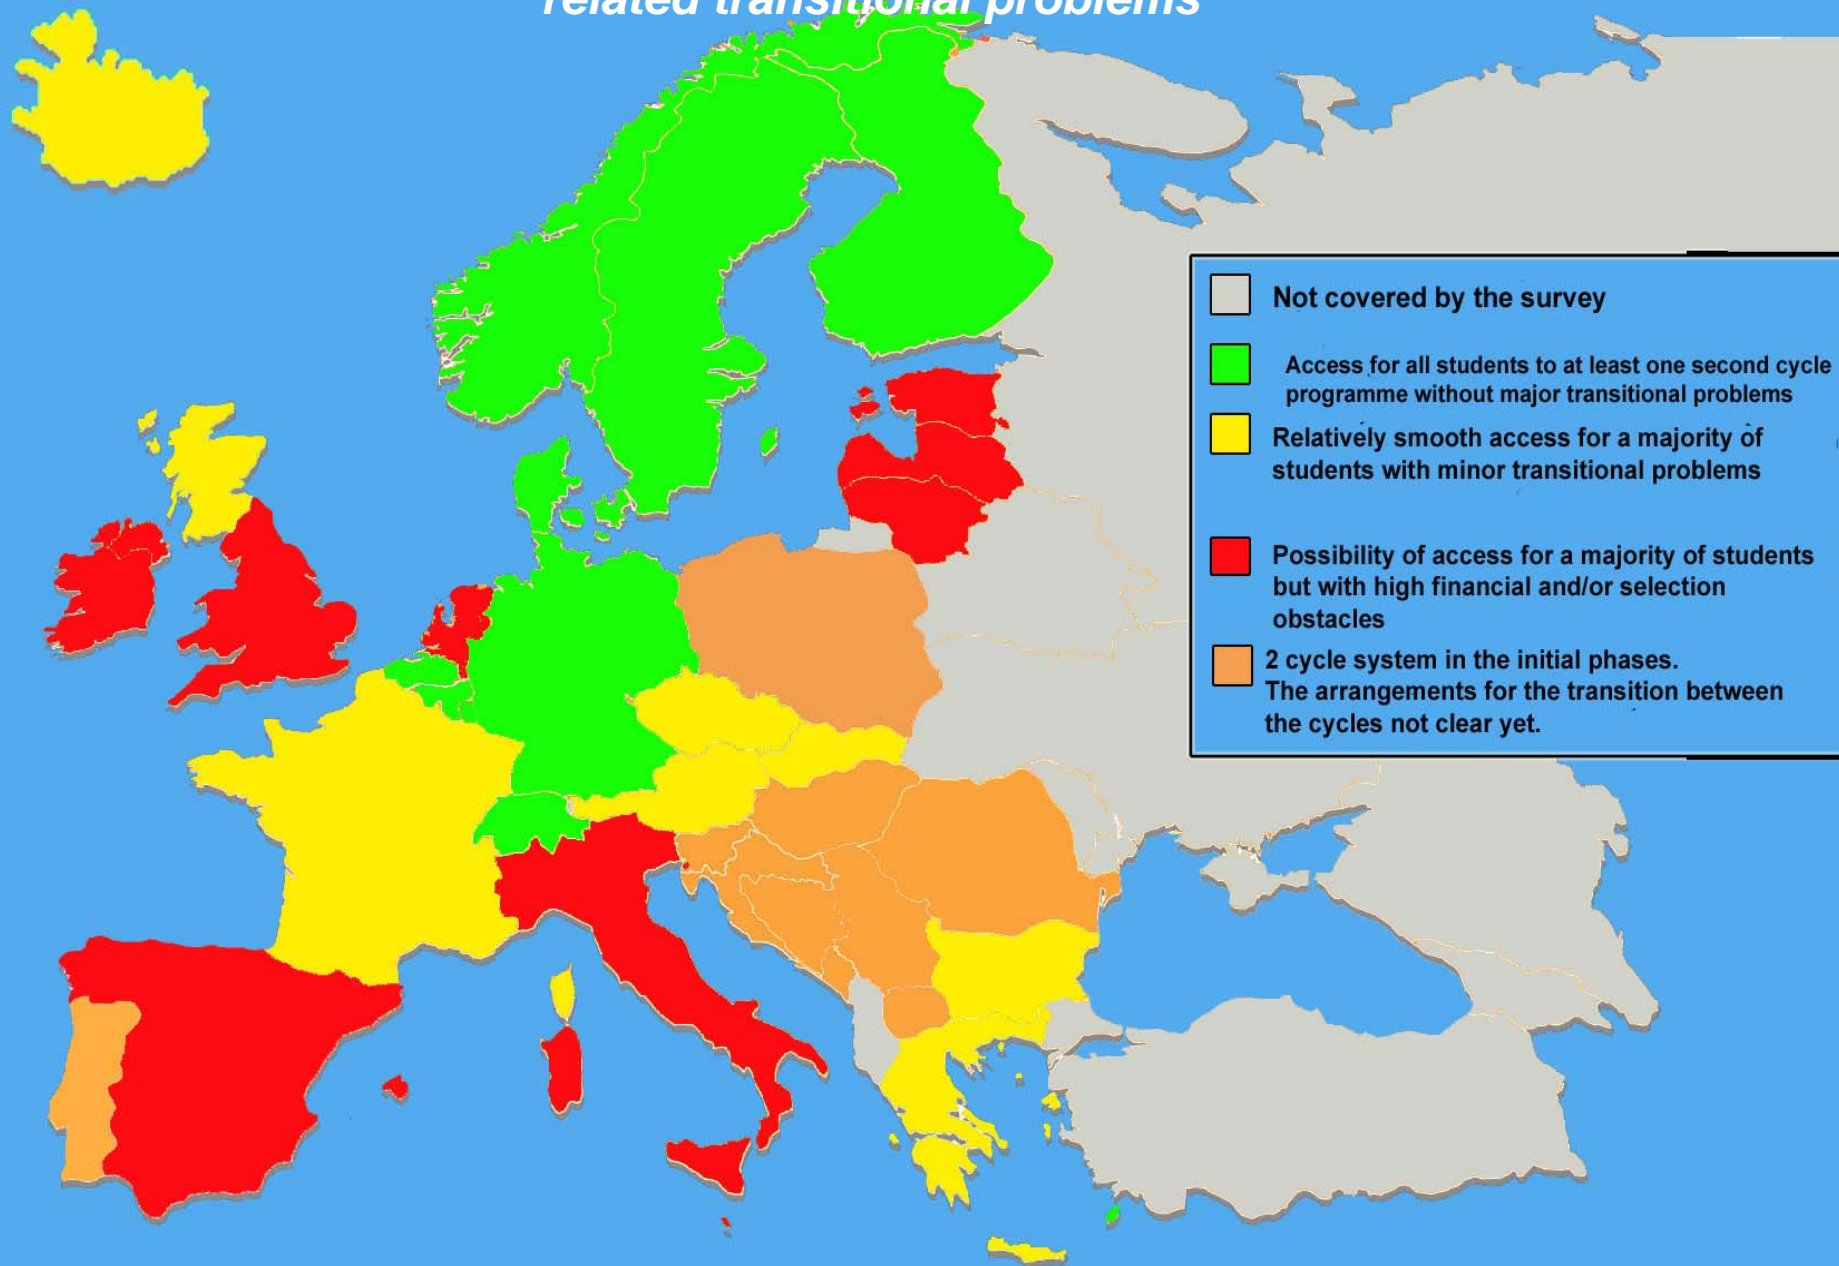 related transitional problems
Not covered by the survey
Access for all students to at least one second cycle
programme without major transitional problems
Relatively smooth access for a majority of
students with minor transitional problems
Possibility of access for a majority of students
but with high financial and/or selection
obstacles
2 cycle system in the initial phases.
The arrangements for the transition between
the cycles not clear yet.